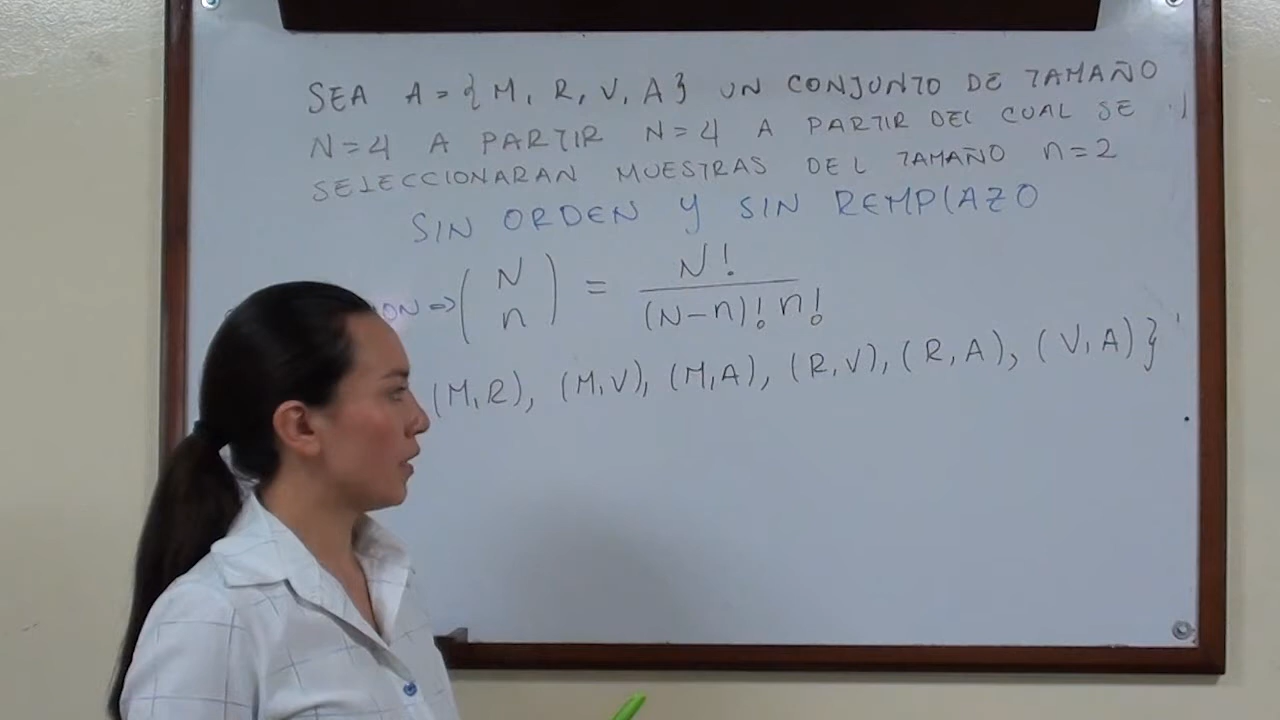 SEA A = { M, R, V, A } UN CONJUNTO DE TAMAÑO
N=4 A PARTIR N=4 A PARTIR DEL CUAL SE
SELECCIONARAN MUESTRAS DEL TAMAÑO n=2
SIN ORDEN Y SIN REMPLAZO
⇒ (N n) = N! / (N-n)! n!
(M,R), (M,V), (M,A), (R,V), (R,A), (V,A)}